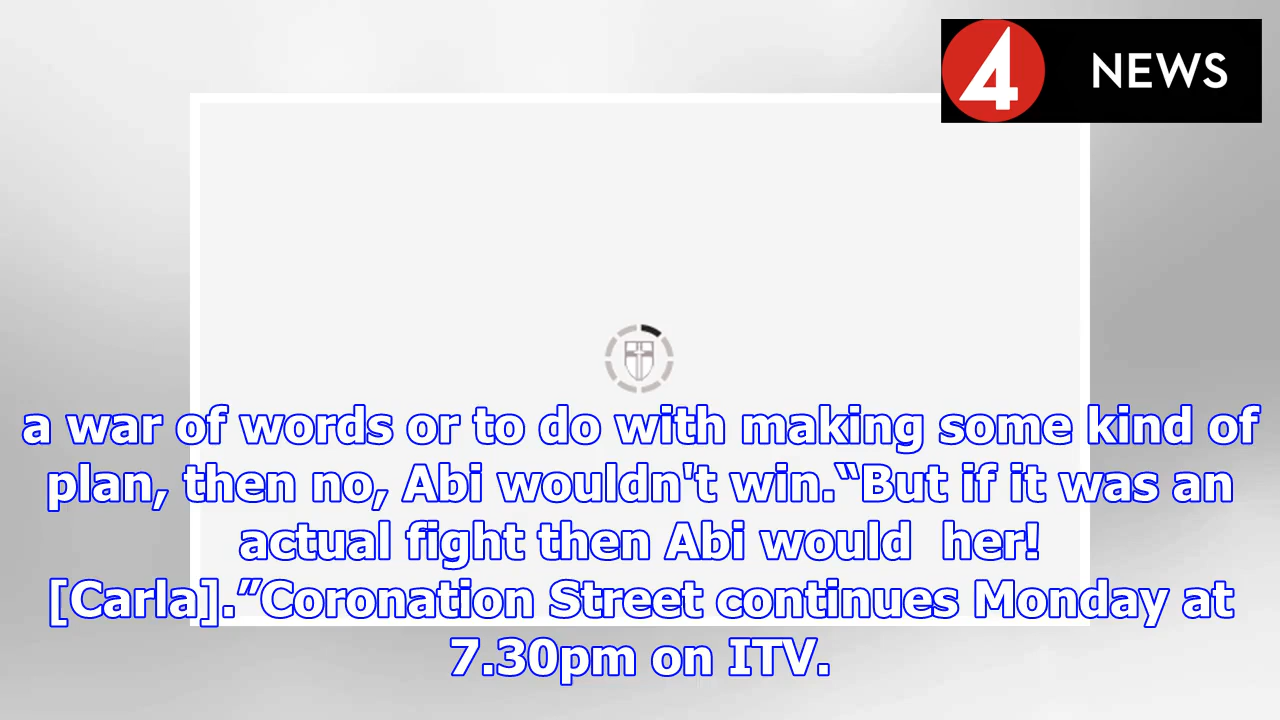 4 NEWS
a war of words or to do with making some kind of
plan, then no, Abi wouldn't win.“But if it was an
actual fight then Abi would  her!
[Carla].”Coronation Street continues Monday at
7.30pm on ITV.